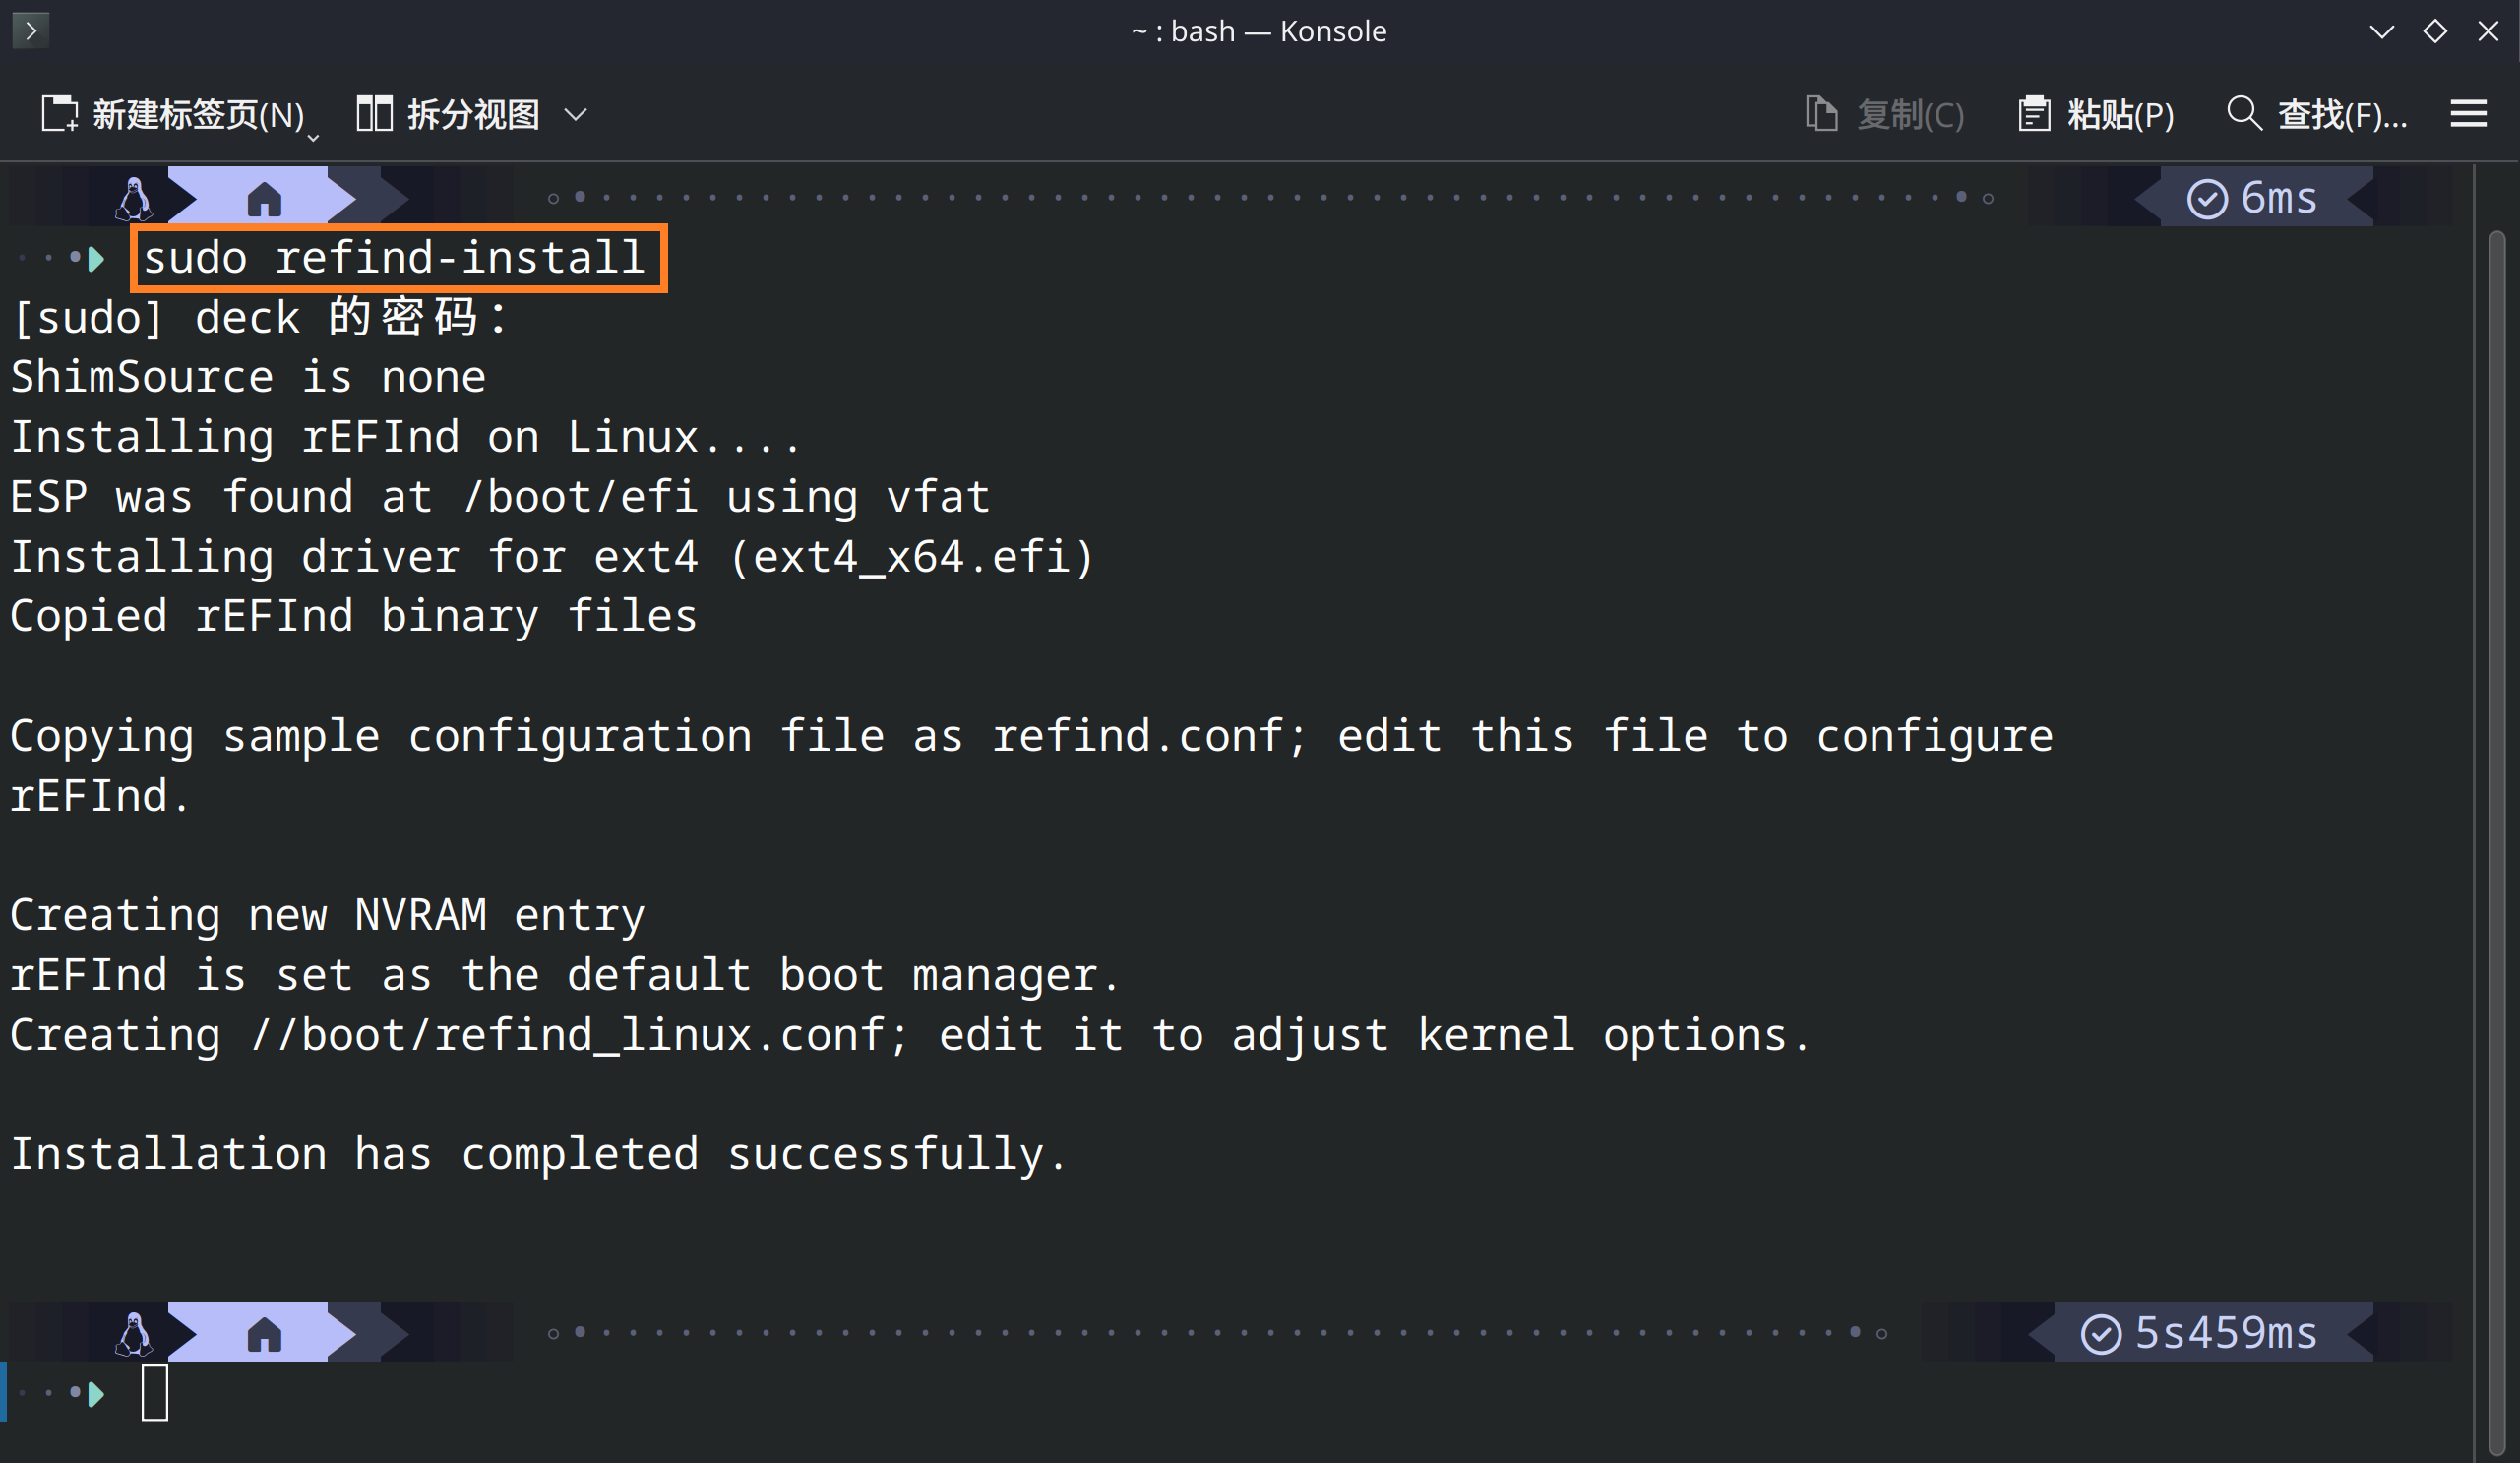 ~ : bash — Konsole
新建标签页(N) 拆分视图 复制(C) 粘贴(P) 查找(F)...
6ms
sudo refind-install
[sudo] deck 的密码：
ShimSource is none
Installing rEFInd on Linux....
ESP was found at /boot/efi using vfat
Installing driver for ext4 (ext4_x64.efi)
Copied rEFInd binary files
Copying sample configuration file as refind.conf; edit this file to configure
rEFInd.
Creating new NVRAM entry
rEFInd is set as the default boot manager.
Creating //boot/refind_linux.conf; edit it to adjust kernel options.
Installation has completed successfully.
5s459ms